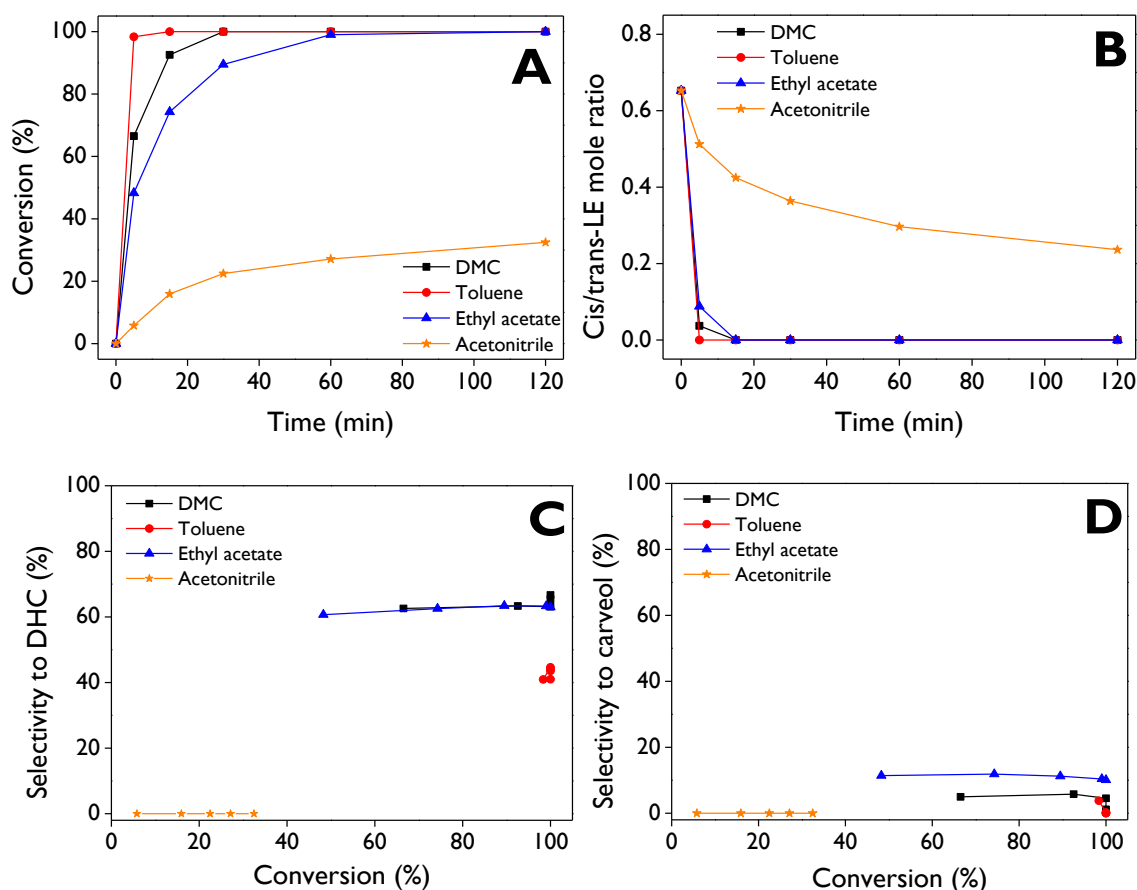 A
Conversion (%)
100
80
60
40
20
0
DMC
Toluene
Ethyl acetate
Acetonitrile
0 20 40 60 80 100 120
Time (min)
B
Cis/trans-LE mole ratio
0.8
0.6
0.4
0.2
0.0
DMC
Toluene
Ethyl acetate
Acetonitrile
0 20 40 60 80 100 120
Time (min)
C
Selectivity to DHC (%)
100
80
60
40
20
0
DMC
Toluene
Ethyl acetate
Acetonitrile
0 20 40 60 80 100
Conversion (%)
D
Selectivity to carveol (%)
100
80
60
40
20
0
DMC
Toluene
Ethyl acetate
Acetonitrile
0 20 40 60 80 100
Conversion (%)